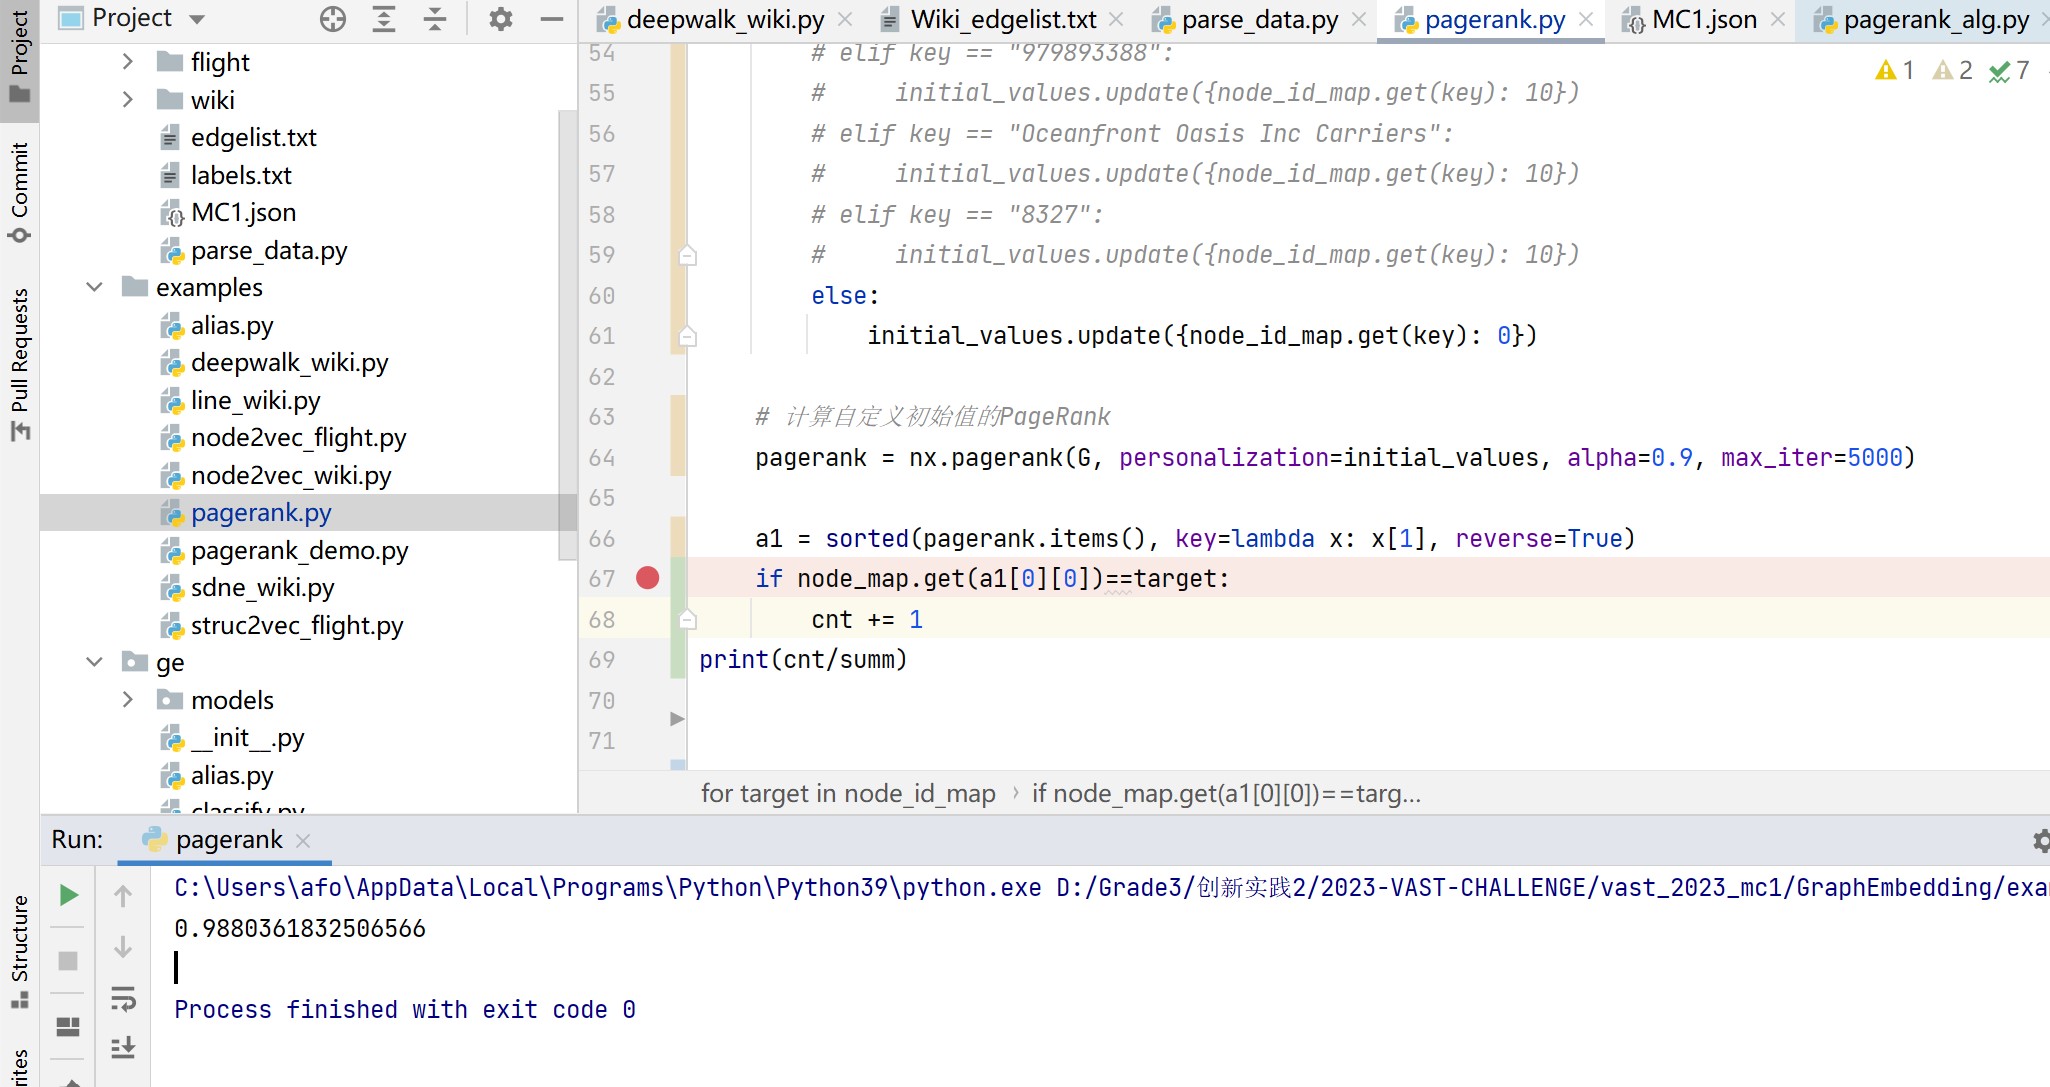 Project
deepwalk_wiki.py
Wiki_edgelist.txt
parse_data.py
pagerank.py
MC1.json
pagerank_alg.py
Project
Commit
Pull Requests
Structure
flight
wiki
edgelist.txt
labels.txt
MC1.json
parse_data.py
examples
alias.py
deepwalk_wiki.py
line_wiki.py
node2vec_flight.py
node2vec_wiki.py
pagerank.py
pagerank_demo.py
sdne_wiki.py
struc2vec_flight.py
ge
models
__init__.py
alias.py
classify.py
1 2 7
54 # elif key == "979893388":
55 #     initial_values.update({node_id_map.get(key): 10})
56 # elif key == "Oceanfront Oasis Inc Carriers":
57 #     initial_values.update({node_id_map.get(key): 10})
58 # elif key == "8327":
59 #     initial_values.update({node_id_map.get(key): 10})
60 else:
61     initial_values.update({node_id_map.get(key): 0})
62
63 # 计算自定义初始值的PageRank
64 pagerank = nx.pagerank(G, personalization=initial_values, alpha=0.9, max_iter=5000)
65
66 a1 = sorted(pagerank.items(), key=lambda x: x[1], reverse=True)
67 if node_map.get(a1[0][0])==target:
68     cnt += 1
69 print(cnt/summ)
70
71
for target in node_id_map › if node_map.get(a1[0][0])==targ...
Run: pagerank
C:\Users\afo\AppData\Local\Programs\Python\Python39\python.exe D:/Grade3/创新实践2/2023-VAST-CHALLENGE/vast_2023_mc1/GraphEmbedding/exa
0.9880361832506566
Process finished with exit code 0